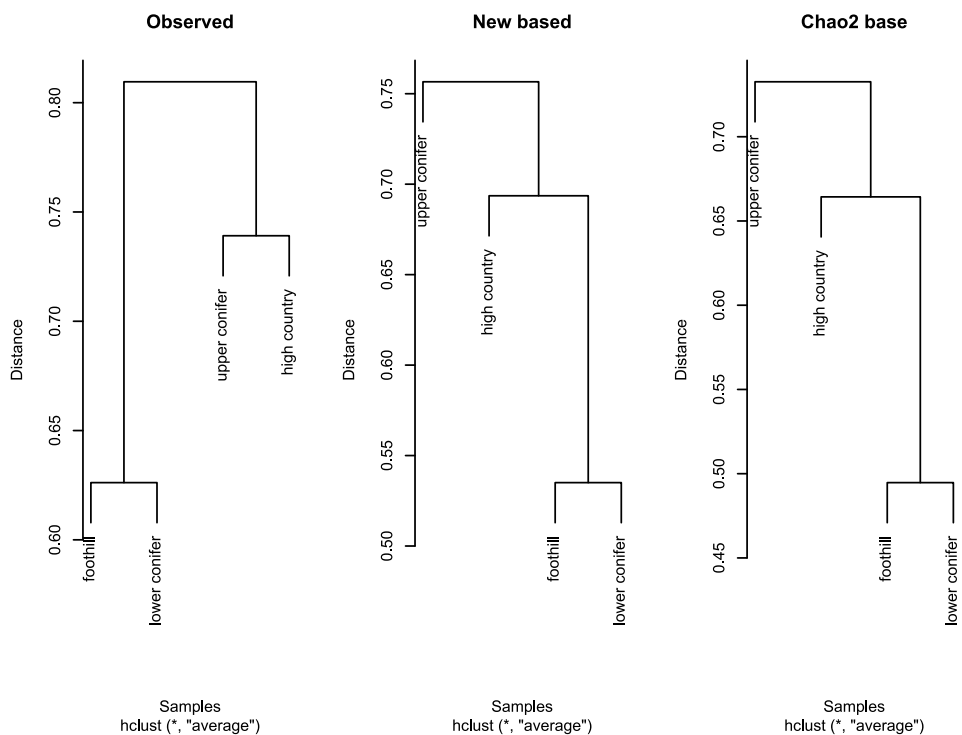 Observed
Distance
0.80
0.75
0.70
0.65
0.60
foothill
lower conifer
upper conifer
high country
Samples
hclust (*, "average")
New based
Distance
0.75
0.70
0.65
0.60
0.55
0.50
upper conifer
high country
foothill
lower conifer
Samples
hclust (*, "average")
Chao2 base
Distance
0.70
0.65
0.60
0.55
0.50
0.45
upper conifer
high country
foothill
lower conifer
Samples
hclust (*, "average")